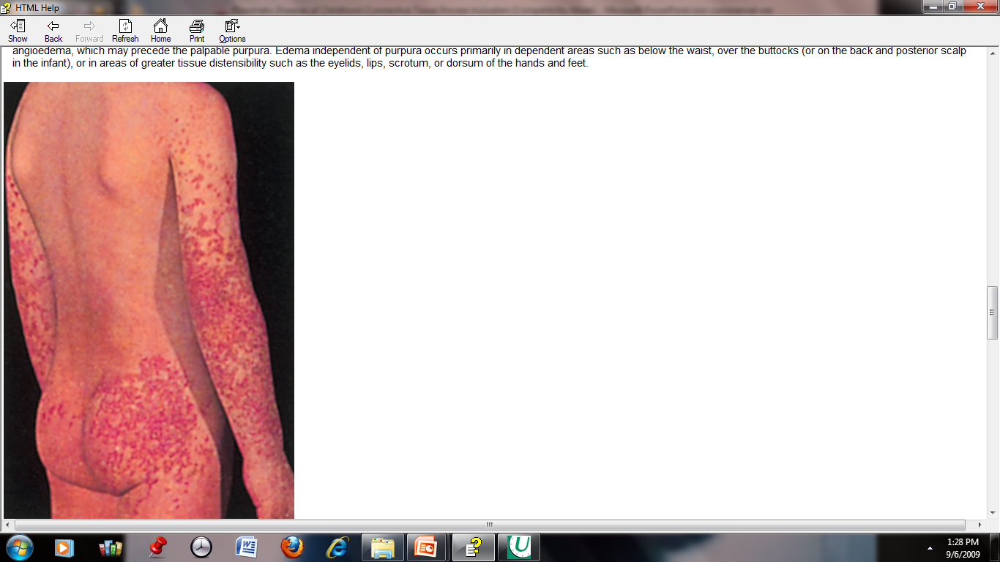 HTML Help
Show Back Forward Refresh Home Print Options
angioedema, which may precede the palpable purpura. Edema independent of purpura occurs primarily in dependent areas such as below the waist, over the buttocks (or on the back and posterior scalp
in the infant), or in areas of greater tissue distensibility such as the eyelids, lips, scrotum, or dorsum of the hands and feet.
1:28 PM
9/6/2009